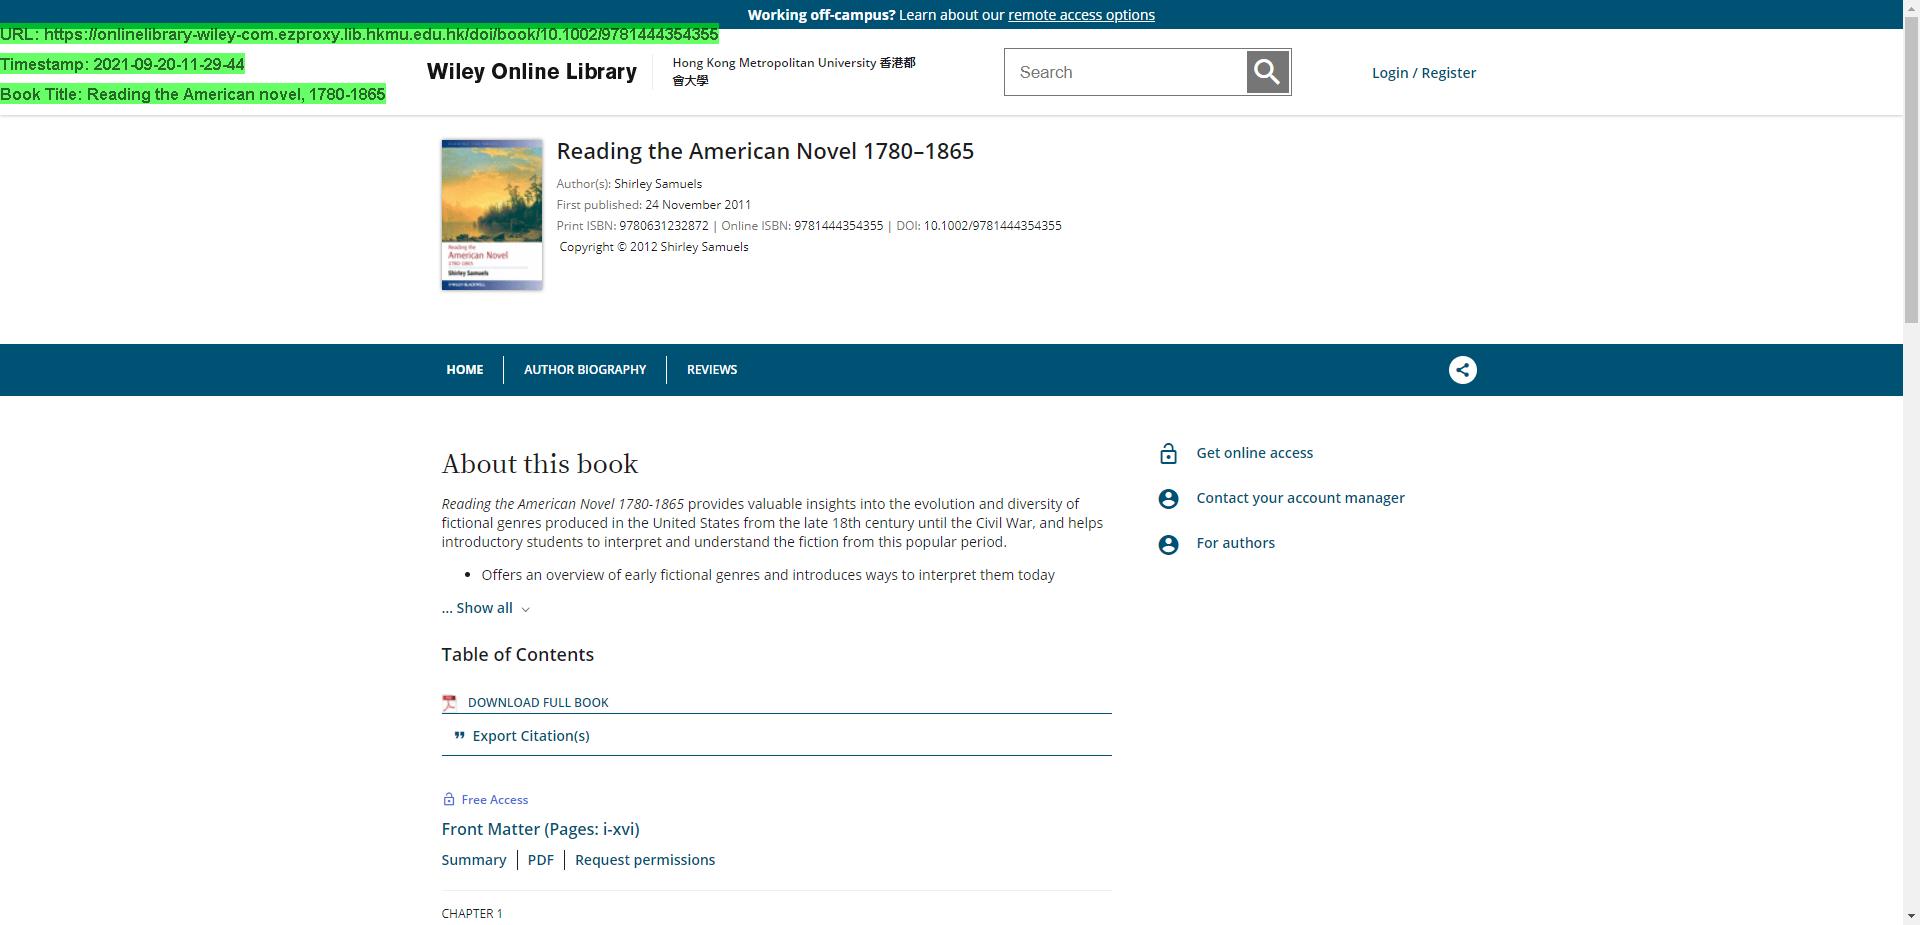 Working off-campus? Learn about our remote access options
URL: https://onlinelibrary-wiley-com.ezproxy.lib.hkmu.edu.hk/doi/book/10.1002/9781444354355
Timestamp: 2021-09-20-11-29-44
Book Title: Reading the American novel, 1780-1865
Wiley Online Library
Hong Kong Metropolitan University 香港都
會大學
Search
Login / Register
Reading the American Novel 1780–1865
Author(s): Shirley Samuels
First published: 24 November 2011
Print ISBN: 9780631232872 | Online ISBN: 9781444354355 | DOI: 10.1002/9781444354355
Copyright © 2012 Shirley Samuels
Reading the
American Novel
1780-1865
Shirley Samuels
HOME
AUTHOR BIOGRAPHY
REVIEWS
About this book
Reading the American Novel 1780-1865 provides valuable insights into the evolution and diversity of
fictional genres produced in the United States from the late 18th century until the Civil War, and helps
introductory students to interpret and understand the fiction from this popular period.
• Offers an overview of early fictional genres and introduces ways to interpret them today
... Show all
Get online access
Contact your account manager
For authors
Table of Contents
DOWNLOAD FULL BOOK
Export Citation(s)
Free Access
Front Matter (Pages: i-xvi)
Summary | PDF | Request permissions
CHAPTER 1